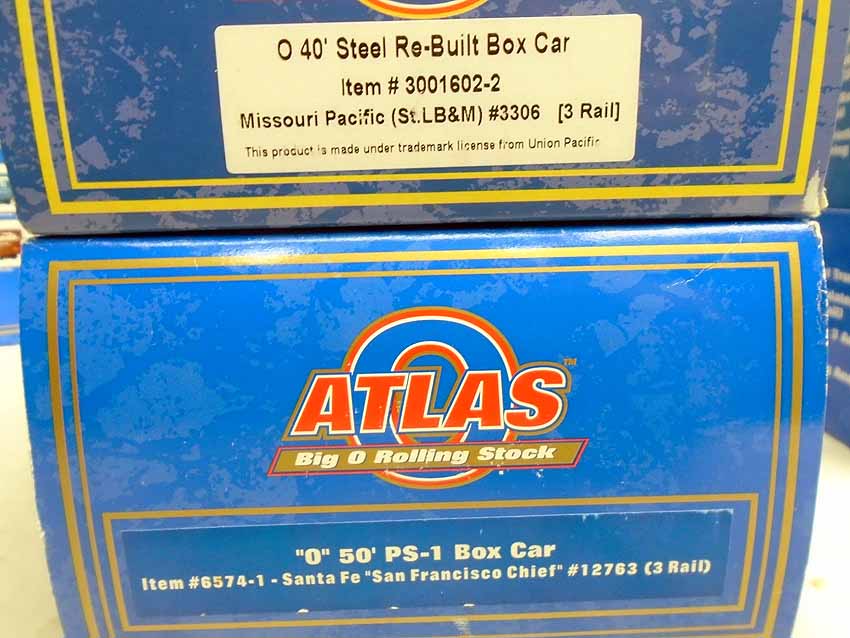 O 40' Steel Re-Built Box Car
Item # 3001602-2
Missouri Pacific (St.LB&M) #3306 [3 Rail]
This product is made under trademark license from Union Pacific
ATLAS™
O
Big O Rolling Stock
"O" 50' PS-1 Box Car
Item #6574-1 - Santa Fe "San Francisco Chief" #12763 (3 Rail)